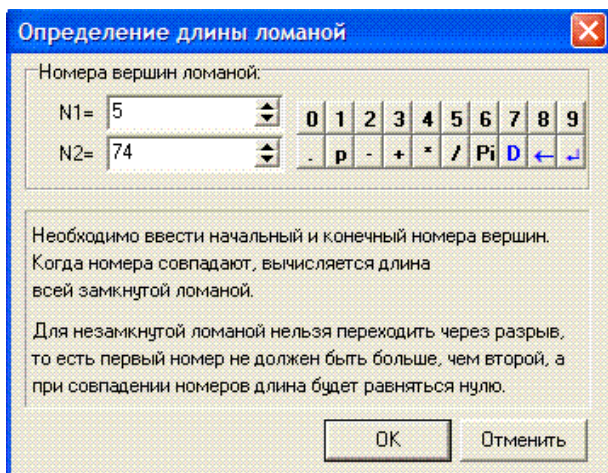 Определение длины ломаной
Номера вершин ломаной:
N1= 5
0 1 2 3 4 5 6 7 8 9
N2= 74
. p - + * / Pi D ← ↵
Необходимо ввести начальный и конечный номера вершин.
Когда номера совпадают, вычисляется длина
всей замкнутой ломаной.
Для незамкнутой ломаной нельзя переходить через разрыв,
то есть первый номер не должен быть больше, чем второй, а
при совпадении номеров длина будет равняться нулю.
OK
Отменить